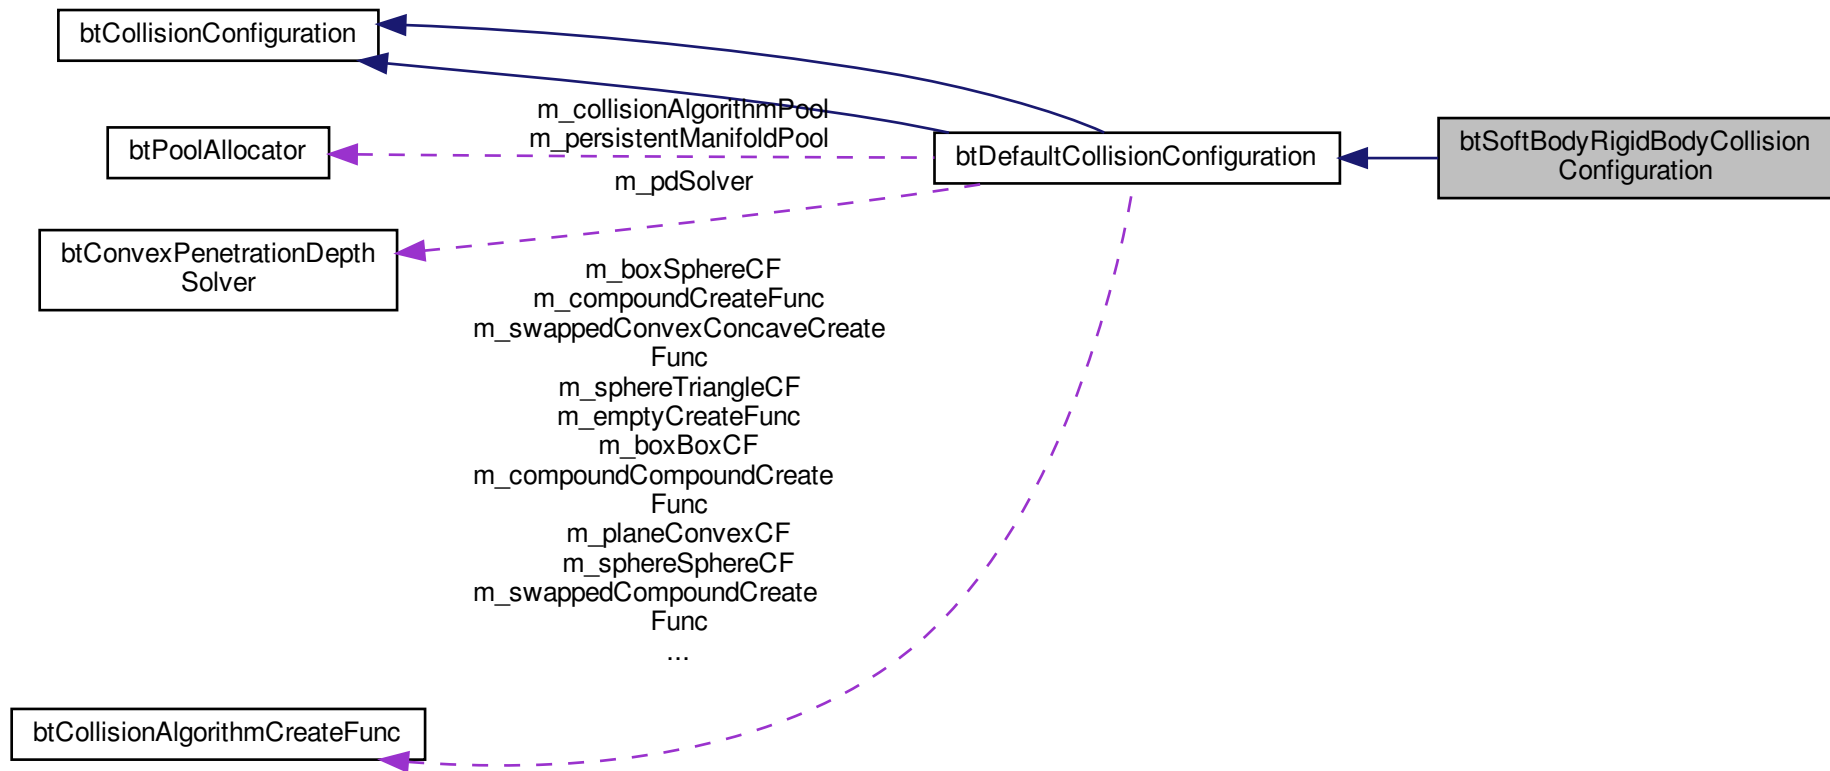 btCollisionConfiguration
m_collisionAlgorithmPool
m_persistentManifoldPool
btPoolAllocator
btDefaultCollisionConfiguration
btSoftBodyRigidBodyCollision
Configuration
m_pdSolver
btConvexPenetrationDepth
Solver
m_boxSphereCF
m_compoundCreateFunc
m_swappedConvexConcaveCreate
Func
m_sphereTriangleCF
m_emptyCreateFunc
m_boxBoxCF
m_compoundCompoundCreate
Func
m_planeConvexCF
m_sphereSphereCF
m_swappedCompoundCreate
Func
...
btCollisionAlgorithmCreateFunc